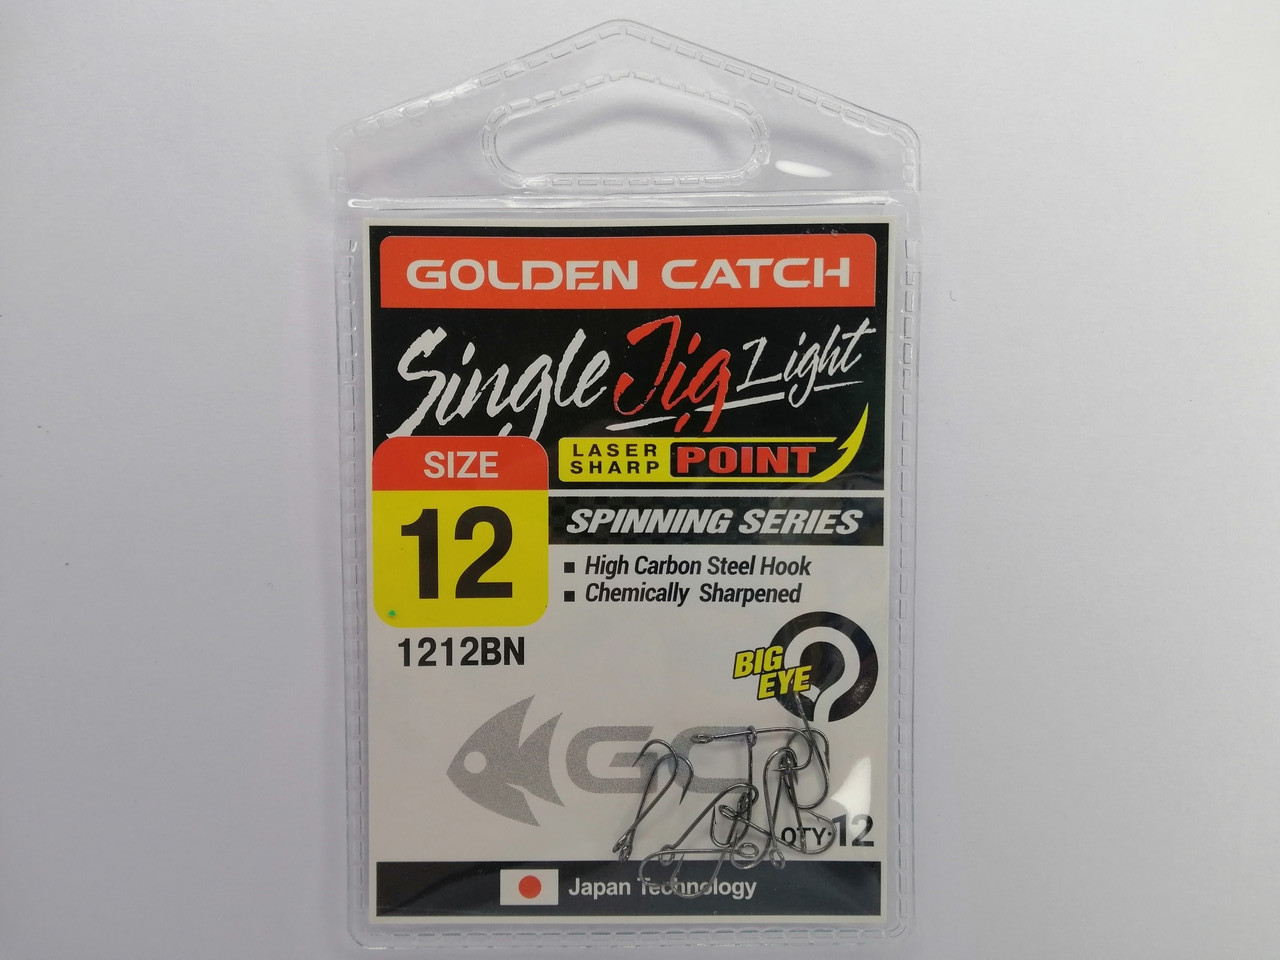 GOLDEN CATCH
Single Jig Light
LASER SHARP POINT
SIZE
12
1212BN
SPINNING SERIES
High Carbon Steel Hook
Chemically Sharpened
BIG EYE
GC
QTY·12
Japan Technology